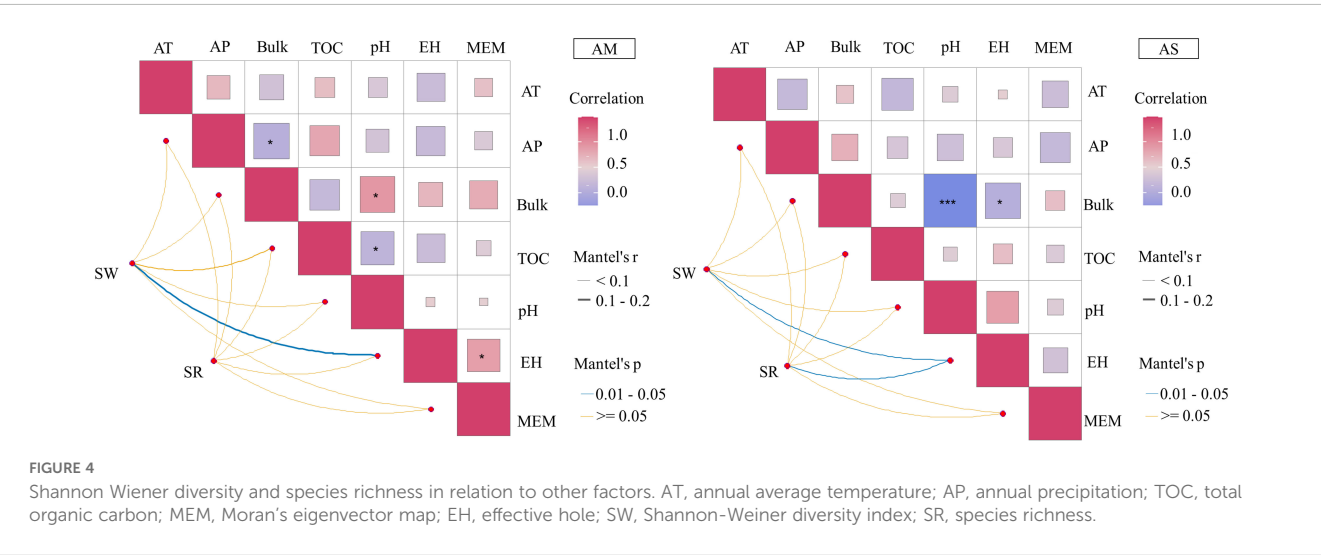 AT AP Bulk TOC pH EH MEM
AM
AT
AP
Bulk
TOC
pH
EH
MEM
*
*
*
*
SW
SR
Correlation
1.0
0.5
0.0
Mantel's r
< 0.1
0.1 - 0.2
Mantel's p
0.01 - 0.05
>= 0.05
AT AP Bulk TOC pH EH MEM
AS
AT
AP
Bulk
TOC
pH
EH
MEM
***
*
SW
SR
Correlation
1.0
0.5
0.0
Mantel's r
< 0.1
0.1 - 0.2
Mantel's p
0.01 - 0.05
>= 0.05
FIGURE 4
Shannon Wiener diversity and species richness in relation to other factors. AT, annual average temperature; AP, annual precipitation; TOC, total
organic carbon; MEM, Moran's eigenvector map; EH, effective hole; SW, Shannon-Weiner diversity index; SR, species richness.